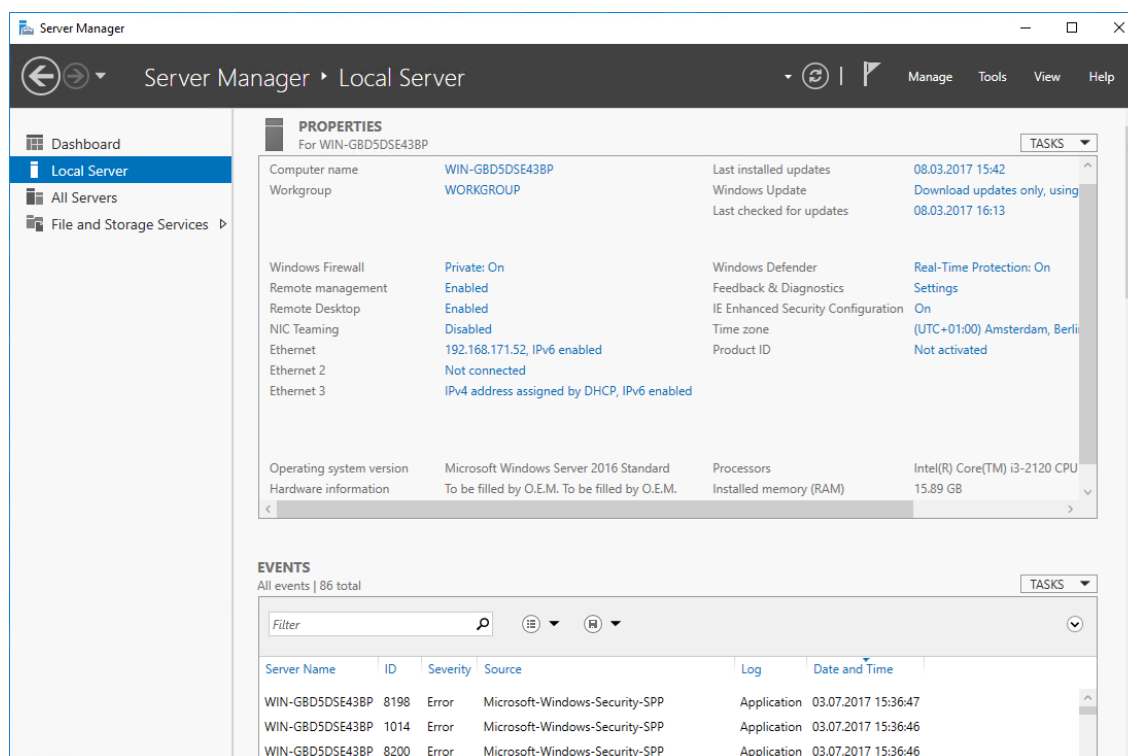 Server Manager
Server Manager ‣ Local Server
Manage Tools View Help
Dashboard
Local Server
All Servers
File and Storage Services
PROPERTIES
For WIN-GBD5DSE43BP
TASKS
Computer name WIN-GBD5DSE43BP Last installed updates 08.03.2017 15:42
Workgroup WORKGROUP Windows Update Download updates only, using
Last checked for updates 08.03.2017 16:13
Windows Firewall Private: On Windows Defender Real-Time Protection: On
Remote management Enabled Feedback & Diagnostics Settings
Remote Desktop Enabled IE Enhanced Security Configuration On
NIC Teaming Disabled Time zone (UTC+01:00) Amsterdam, Berli
Ethernet 192.168.171.52, IPv6 enabled Product ID Not activated
Ethernet 2 Not connected
Ethernet 3 IPv4 address assigned by DHCP, IPv6 enabled
Operating system version Microsoft Windows Server 2016 Standard Processors Intel(R) Core(TM) i3-2120 CPU
Hardware information To be filled by O.E.M. To be filled by O.E.M. Installed memory (RAM) 15.89 GB
EVENTS
All events | 86 total
TASKS
Filter
Server Name ID Severity Source Log Date and Time
WIN-GBD5DSE43BP 8198 Error Microsoft-Windows-Security-SPP Application 03.07.2017 15:36:47
WIN-GBD5DSE43BP 1014 Error Microsoft-Windows-Security-SPP Application 03.07.2017 15:36:46
WIN-GBD5DSE43BP 8200 Error Microsoft-Windows-Security-SPP Application 03.07.2017 15:36:46